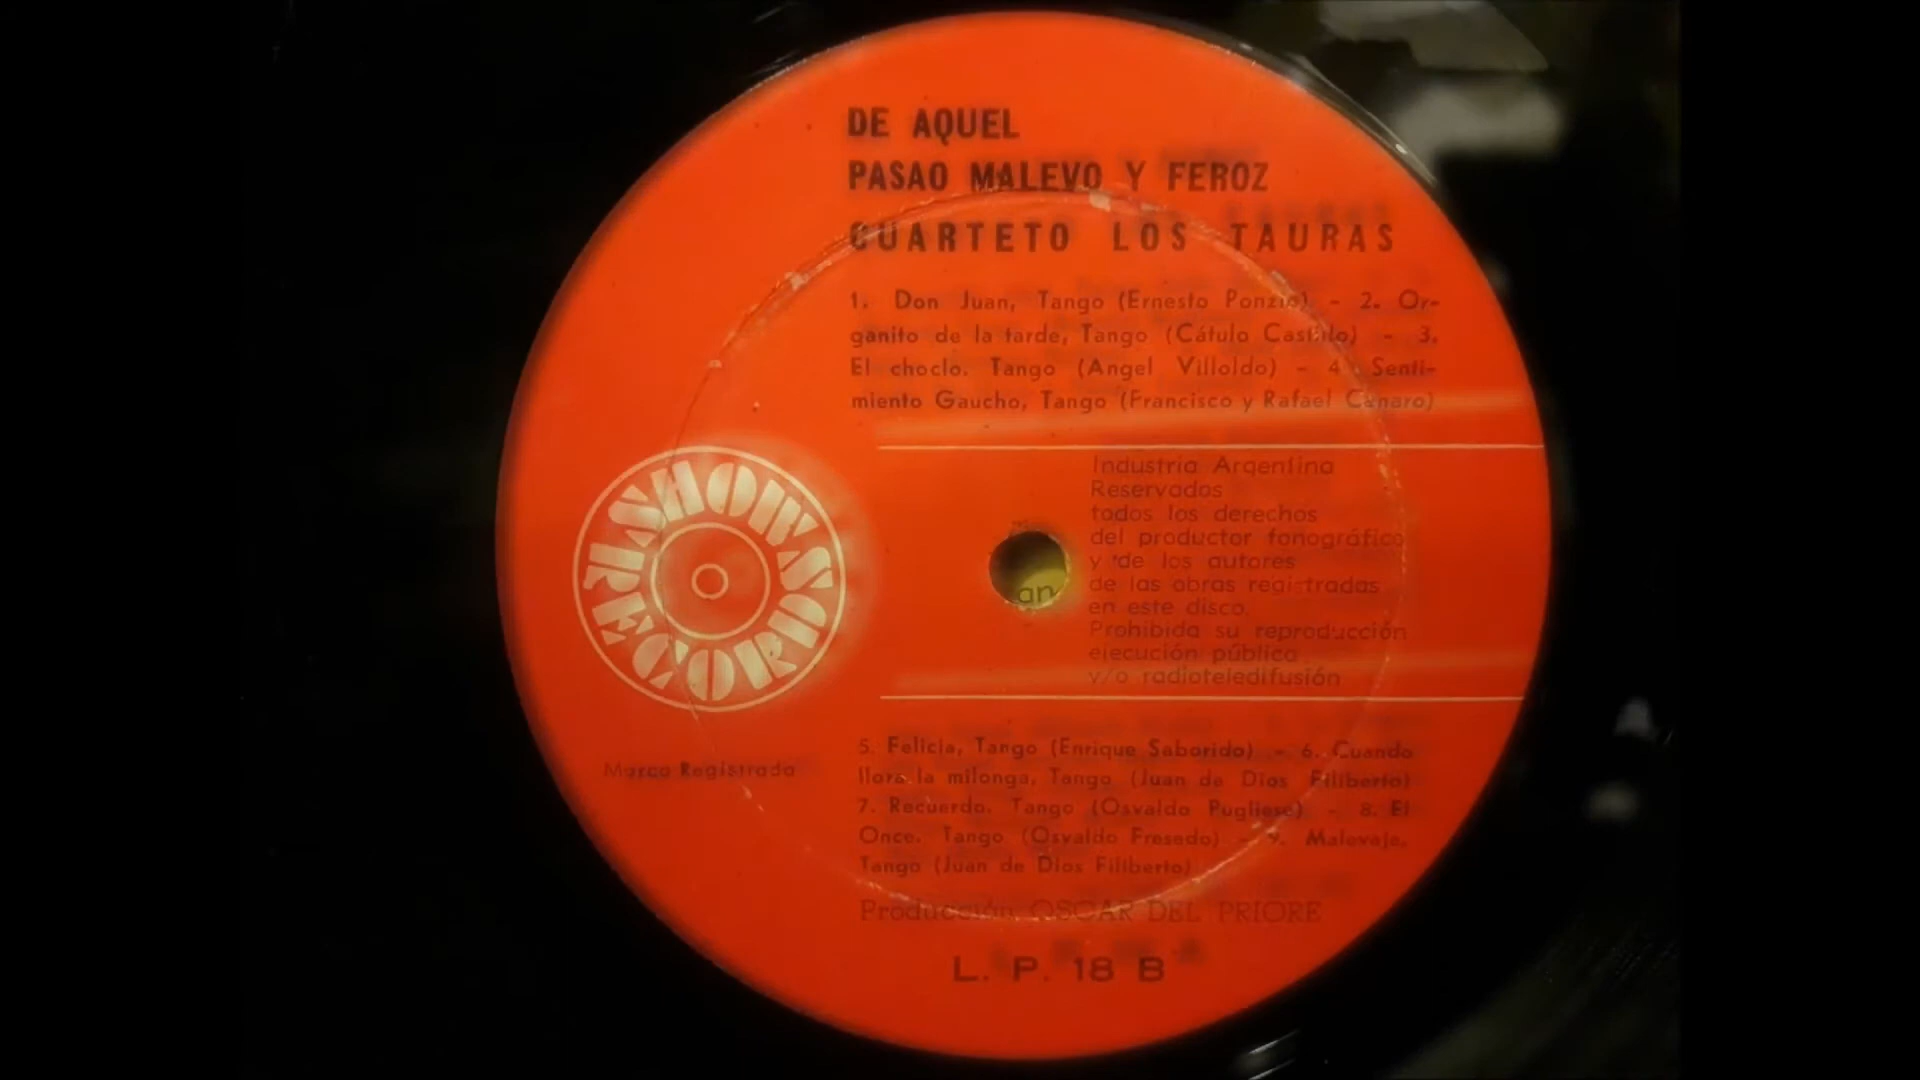 DE AQUEL
PASAO MALEVO Y FEROZ
CUARTETO LOS TAURAS
1. Don Juan, Tango (Ernesto Ponzio) - 2. Or-
ganito de la tarde, Tango (Cátulo Castillo) - 3.
El choclo. Tango (Angel Villoldo) - 4. Senti-
miento Gaucho, Tango (Francisco y Rafael Canaro)
SHOWS RECORDS
Industria Argentina
Reservados
todos los derechos
del productor fonográfico
y de los autores
de las obras registradas
en este disco.
Prohibida su reproducción
ejecución pública
y/o radioteledifusión
an
Marca Registrada
5. Felicia, Tango (Enrique Saborido) - 6. Cuando
llora la milonga, Tango (Juan de Dios Filiberto)
7. Recuerdo. Tango (Osvaldo Pugliese) - 8. El
Once. Tango (Osvaldo Fresedo) - 9. Malevaje.
Tango (Juan de Dios Filiberto)
Producción OSCAR DEL PRIORE
L. P. 18 B